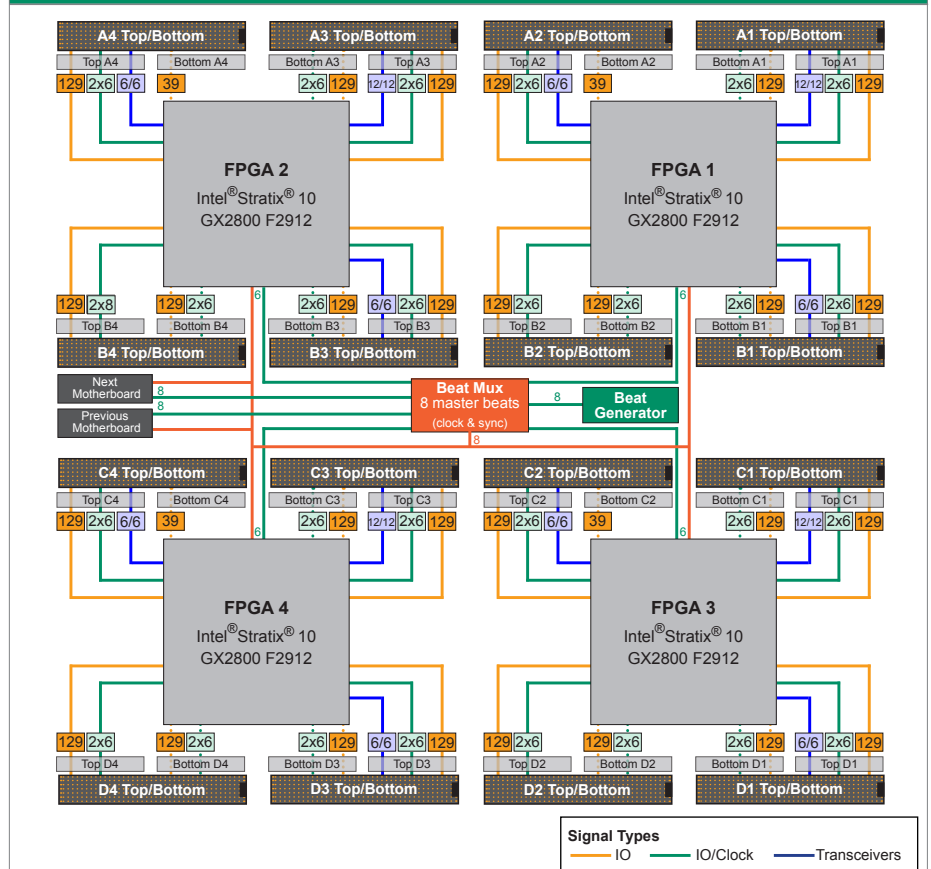 A4 Top/Bottom A3 Top/Bottom A2 Top/Bottom A1 Top/Bottom
Top A4 Bottom A4 Bottom A3 Top A3 Top A2 Bottom A2 Bottom A1 Top A1
129 2x6 6/6 39 2x6 129 12/12 2x6 129 129 2x6 6/6 39 2x6 129 12/12 2x6 129
FPGA 2 FPGA 1
Intel®Stratix® 10 Intel®Stratix® 10
GX2800 F2912 GX2800 F2912
6 6
129 2x8 129 2x6 2x6 129 6/6 2x6 129 129 2x6 129 2x6 2x6 129 6/6 2x6 129
Top B4 Bottom B4 Bottom B3 Top B3 Top B2 Bottom B2 Bottom B1 Top B1
B4 Top/Bottom B3 Top/Bottom B2 Top/Bottom B1 Top/Bottom
Next
Motherboard
8
Previous
Motherboard
8
Beat Mux
8 master beats
(clock & sync)
8
8
Beat
Generator
C4 Top/Bottom C3 Top/Bottom C2 Top/Bottom C1 Top/Bottom
Top C4 Bottom C4 Bottom C3 Top C3 Top C2 Bottom C2 Bottom C1 Top C1
129 2x6 6/6 39 2x6 129 12/12 2x6 129 129 2x6 6/6 39 2x6 129 12/12 2x6 129
6 6
FPGA 4 FPGA 3
Intel®Stratix® 10 Intel®Stratix® 10
GX2800 F2912 GX2800 F2912
129 2x6 129 2x6 2x6 129 6/6 2x6 129 129 2x6 129 2x6 2x6 129 6/6 2x6 129
Top D4 Bottom D4 Bottom D3 Top D3 Top D2 Bottom D2 Bottom D1 Top D1
D4 Top/Bottom D3 Top/Bottom D2 Top/Bottom D1 Top/Bottom
Signal Types
IO IO/Clock Transceivers